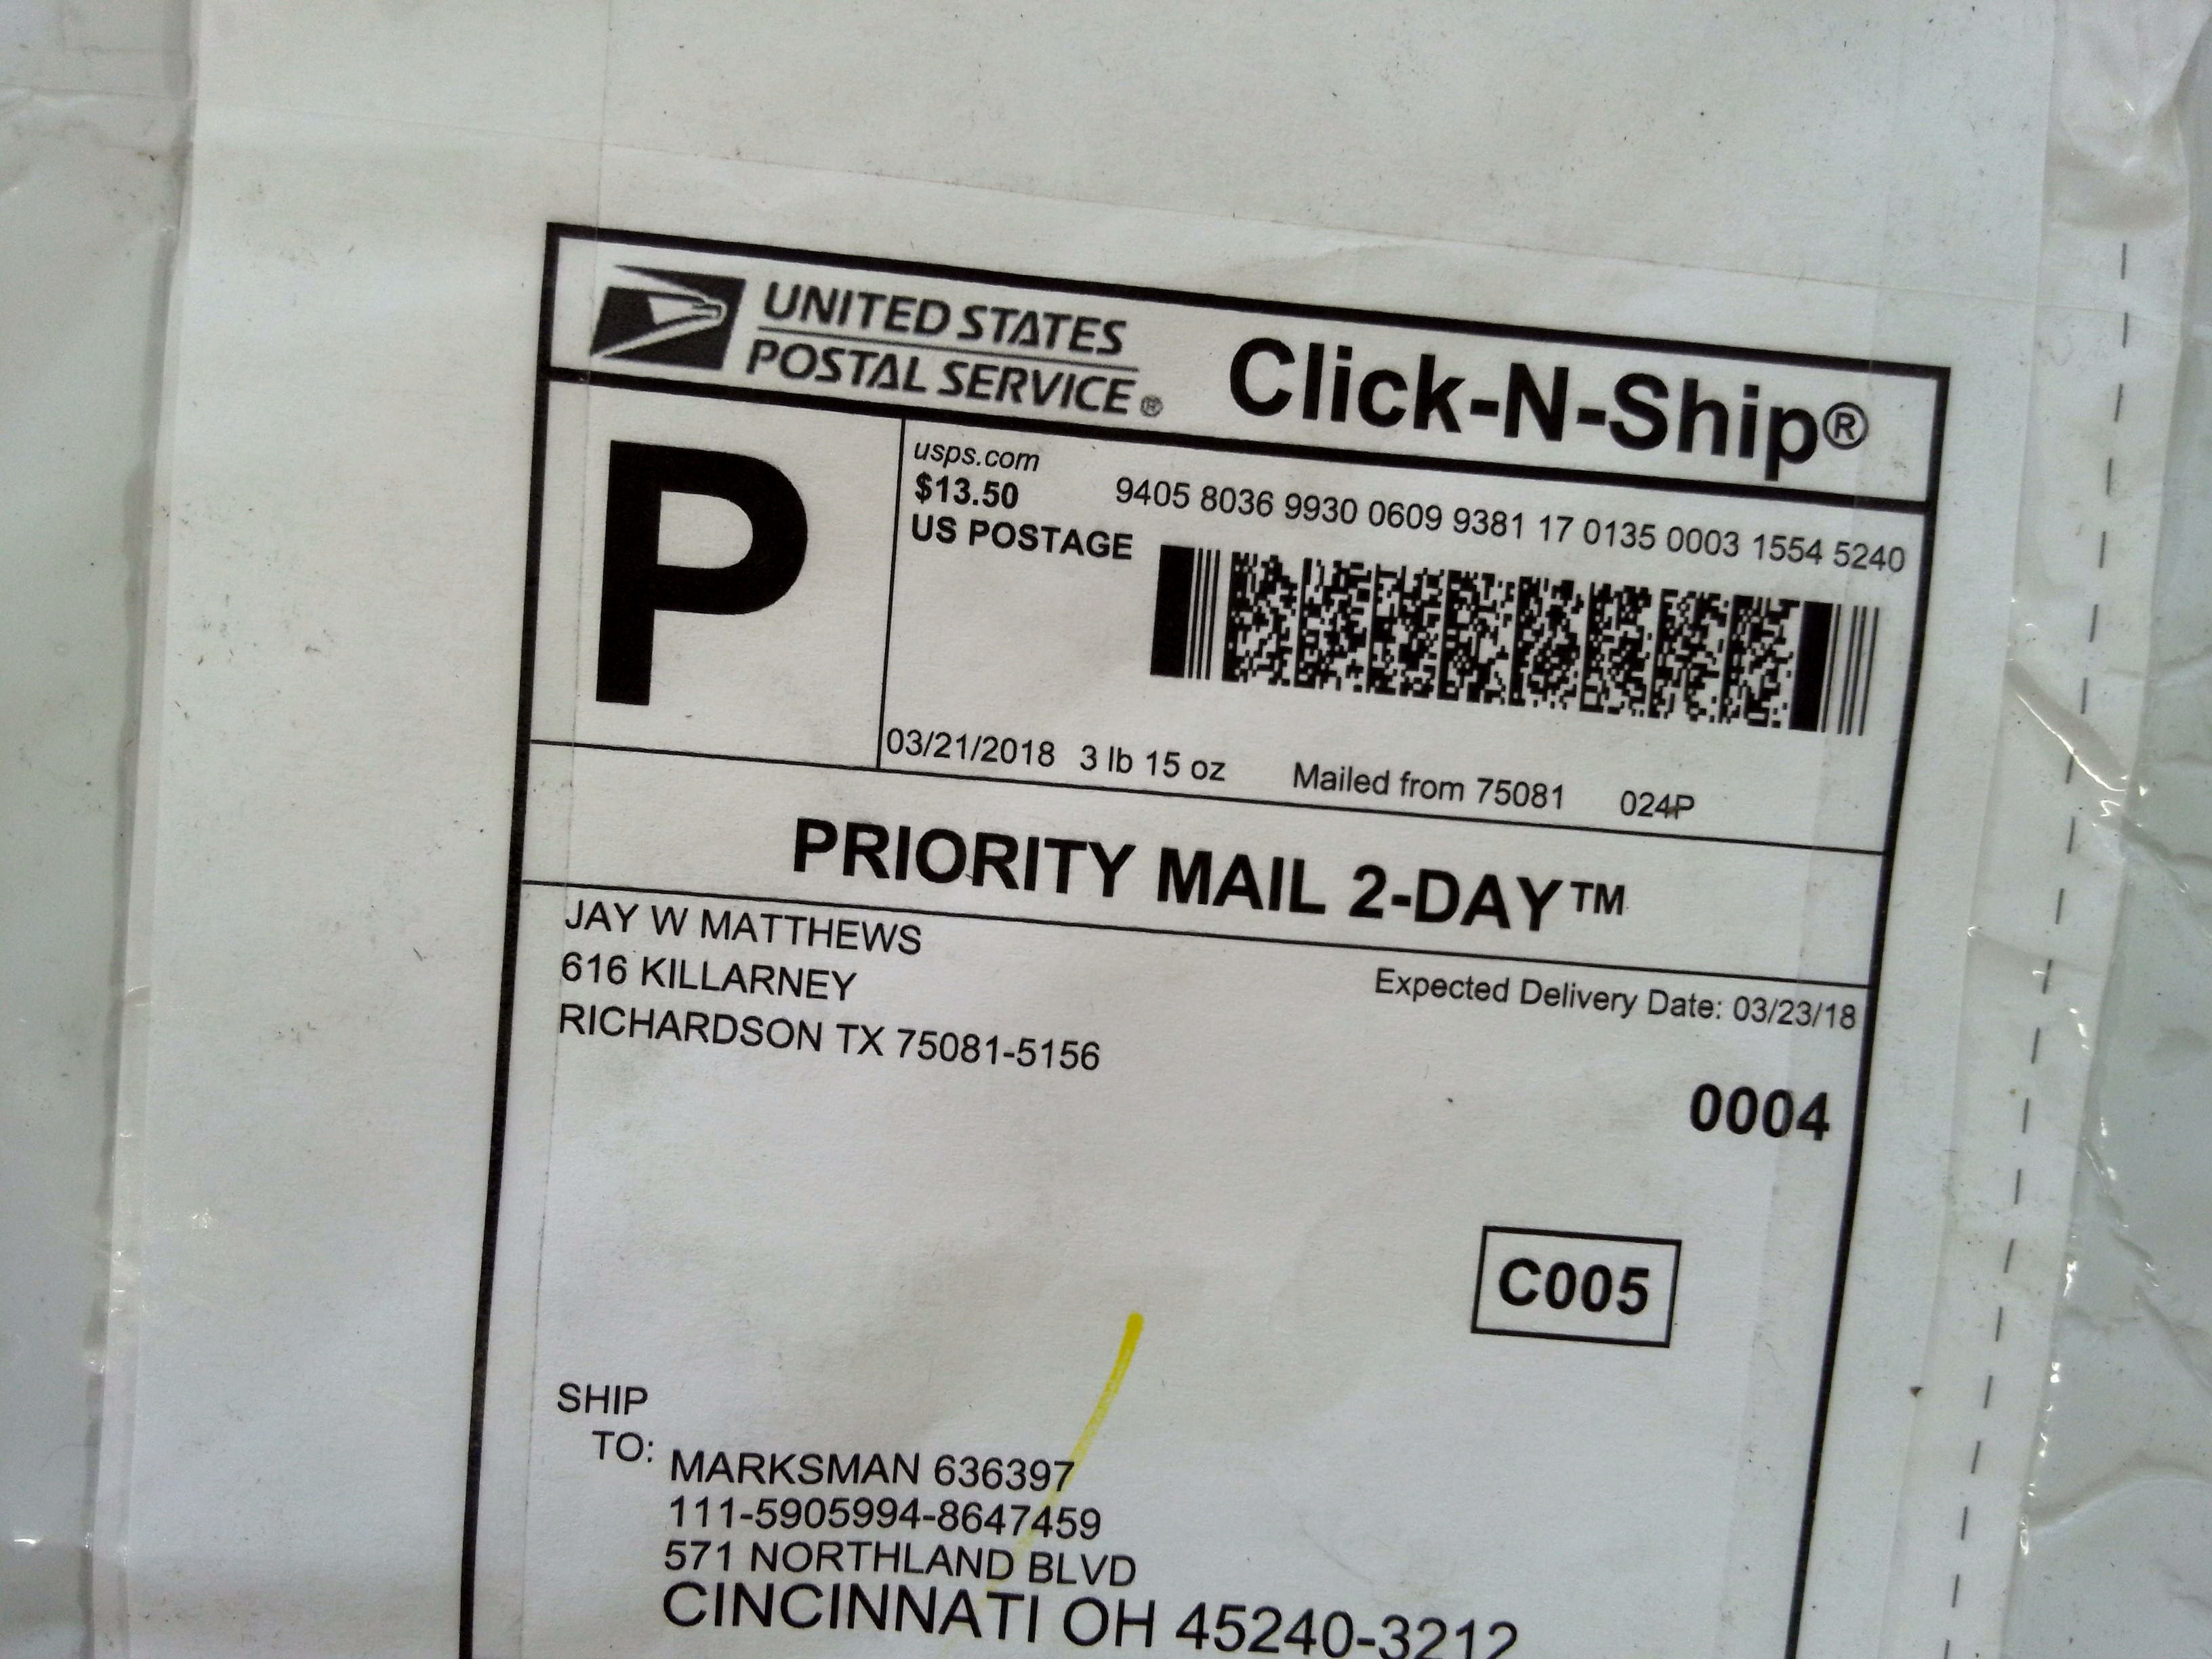 UNITED STATES
POSTAL SERVICE®
Click-N-Ship®
P
usps.com
$13.50
US POSTAGE
9405 8036 9930 0609 9381 17 0135 0003 1554 5240
03/21/2018 3 lb 15 oz Mailed from 75081 024P
PRIORITY MAIL 2-DAY™
JAY W MATTHEWS
616 KILLARNEY
RICHARDSON TX 75081-5156
Expected Delivery Date: 03/23/18
0004
C005
SHIP
TO:
MARKSMAN 636397
111-5905994-8647459
571 NORTHLAND BLVD
CINCINNATI OH 45240-3212